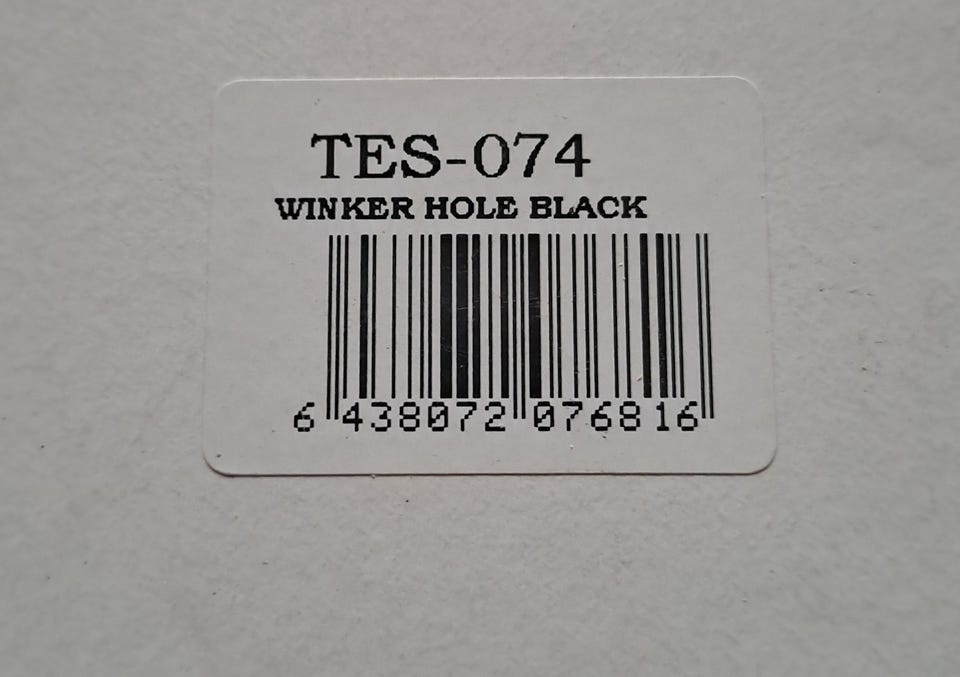 TES-074
WINKER HOLE BLACK
6 438072 076816